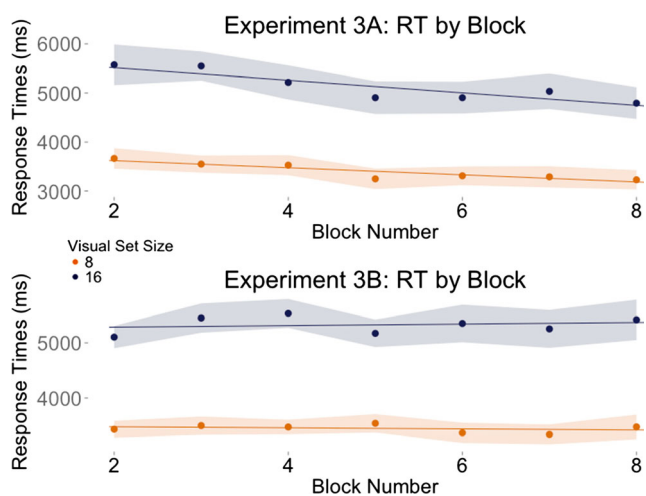 Experiment 3A: RT by Block
Response Times (ms)
6000
5000
4000
3000
2 4 6 8
Block Number
Visual Set Size
8
16
Experiment 3B: RT by Block
Response Times (ms)
5000
4000
2 4 6 8
Block Number